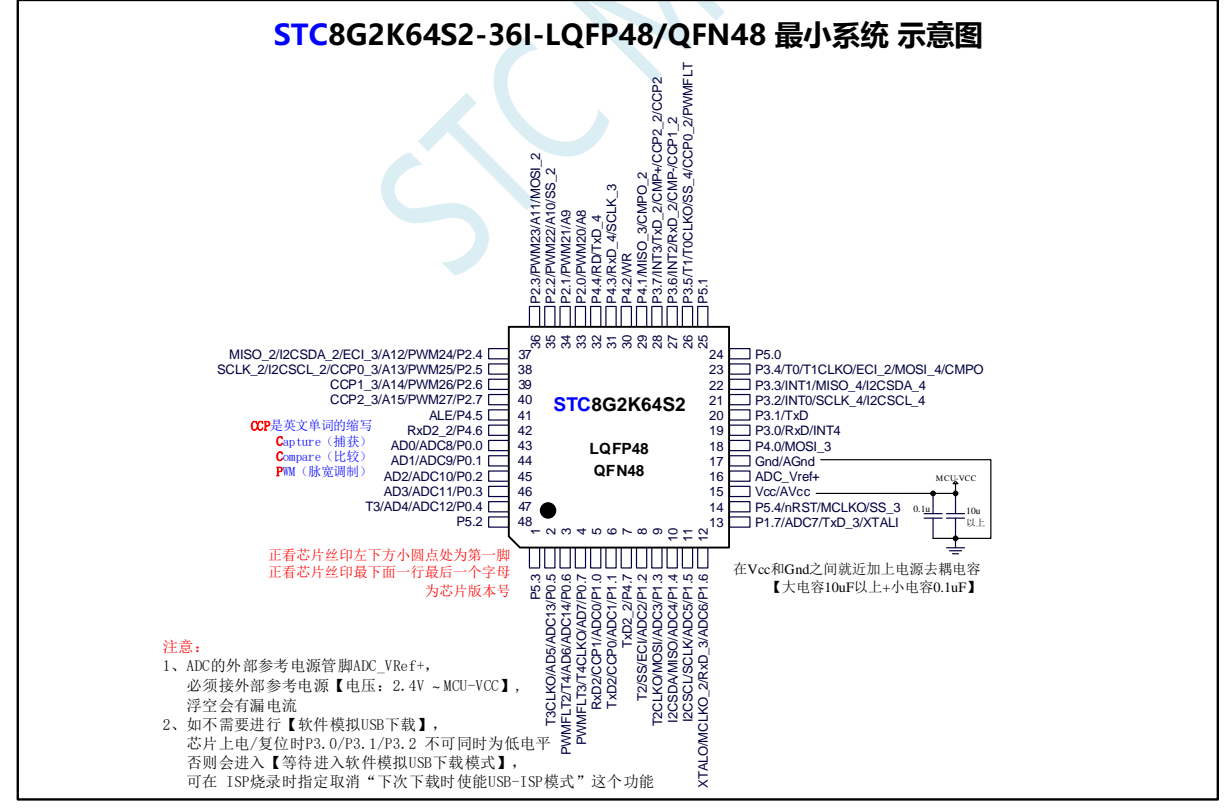 STC8G2K64S2-36I-LQFP48/QFN48 最小系统 示意图
STC M
P2.3/PWM23/A11/MOSI_2
P2.2/PWM22/A10/SS_2
P2.1/PWM21/A9
P2.0/PWM20/A8
P4.4/RD/TxD_4
P4.3/RxD_4/SCLK_3
P4.2/WR
P4.1/MISO_3/CMPO_2
P3.7/INT3/TxD_2/CMP+/CCP2_2/CCP2
P3.6/INT2/RxD_2/CMP-/CCP1_2
P3.5/T1/T0CLKO/SS_4/CCP0_2/PWMFLT
P5.1
36 35 34 33 32 31 30 29 28 27 26 25
MISO_2/I2CSDA_2/ECI_3/A12/PWM24/P2.4 37
SCLK_2/I2CSCL_2/CCP0_3/A13/PWM25/P2.5 38
CCP1_3/A14/PWM26/P2.6 39
CCP2_3/A15/PWM27/P2.7 40
ALE/P4.5 41
RxD2_2/P4.6 42
AD0/ADC8/P0.0 43
AD1/ADC9/P0.1 44
AD2/ADC10/P0.2 45
AD3/ADC11/P0.3 46
T3/AD4/ADC12/P0.4 47
P5.2 48
CCP是英文单词的缩写
Capture（捕获）
Compare（比较）
PWM（脉宽调制）
STC8G2K64S2
LQFP48
QFN48
24 P5.0
23 P3.4/T0/T1CLKO/ECI_2/MOSI_4/CMPO
22 P3.3/INT1/MISO_4/I2CSDA_4
21 P3.2/INT0/SCLK_4/I2CSCL_4
20 P3.1/TxD
19 P3.0/RxD/INT4
18 P4.0/MOSI_3
17 Gnd/AGnd
16 ADC_Vref+
15 Vcc/AVcc
14 P5.4/nRST/MCLKO/SS_3
13 P1.7/ADC7/TxD_3/XTALI
MCU-VCC
0.1u
10u
以上
1 2 3 4 5 6 7 8 9 10 11 12
P5.3
T3CLKO/AD5/ADC13/P0.5
PWMFLT2/T4/AD6/ADC14/P0.6
PWMFLT3/T4CLKO/AD7/P0.7
RxD2/CCP1/ADC0/P1.0
TxD2/CCP0/ADC1/P1.1
TxD2_2/P4.7
T2/SS/ECI/ADC2/P1.2
T2CLKO/MOSI/ADC3/P1.3
I2CSDA/MISO/ADC4/P1.4
I2CSCL/SCLK/ADC5/P1.5
XTALO/MCLKO_2/RxD_3/ADC6/P1.6
正看芯片丝印左下方小圆点处为第一脚
正看芯片丝印最下面一行最后一个字母
为芯片版本号
在Vcc和Gnd之间就近加上电源去耦电容
【大电容10uF以上+小电容0.1uF】
注意：
1、ADC的外部参考电源管脚ADC_VRef+,
必须接外部参考电源【电压：2.4V ~MCU-VCC】,
浮空会有漏电流
2、如不需要进行【软件模拟USB下载】,
芯片上电/复位时P3.0/P3.1/P3.2 不可同时为低电平
否则会进入【等待进入软件模拟USB下载模式】,
可在 ISP烧录时指定取消“下次下载时使能USB-ISP模式”这个功能